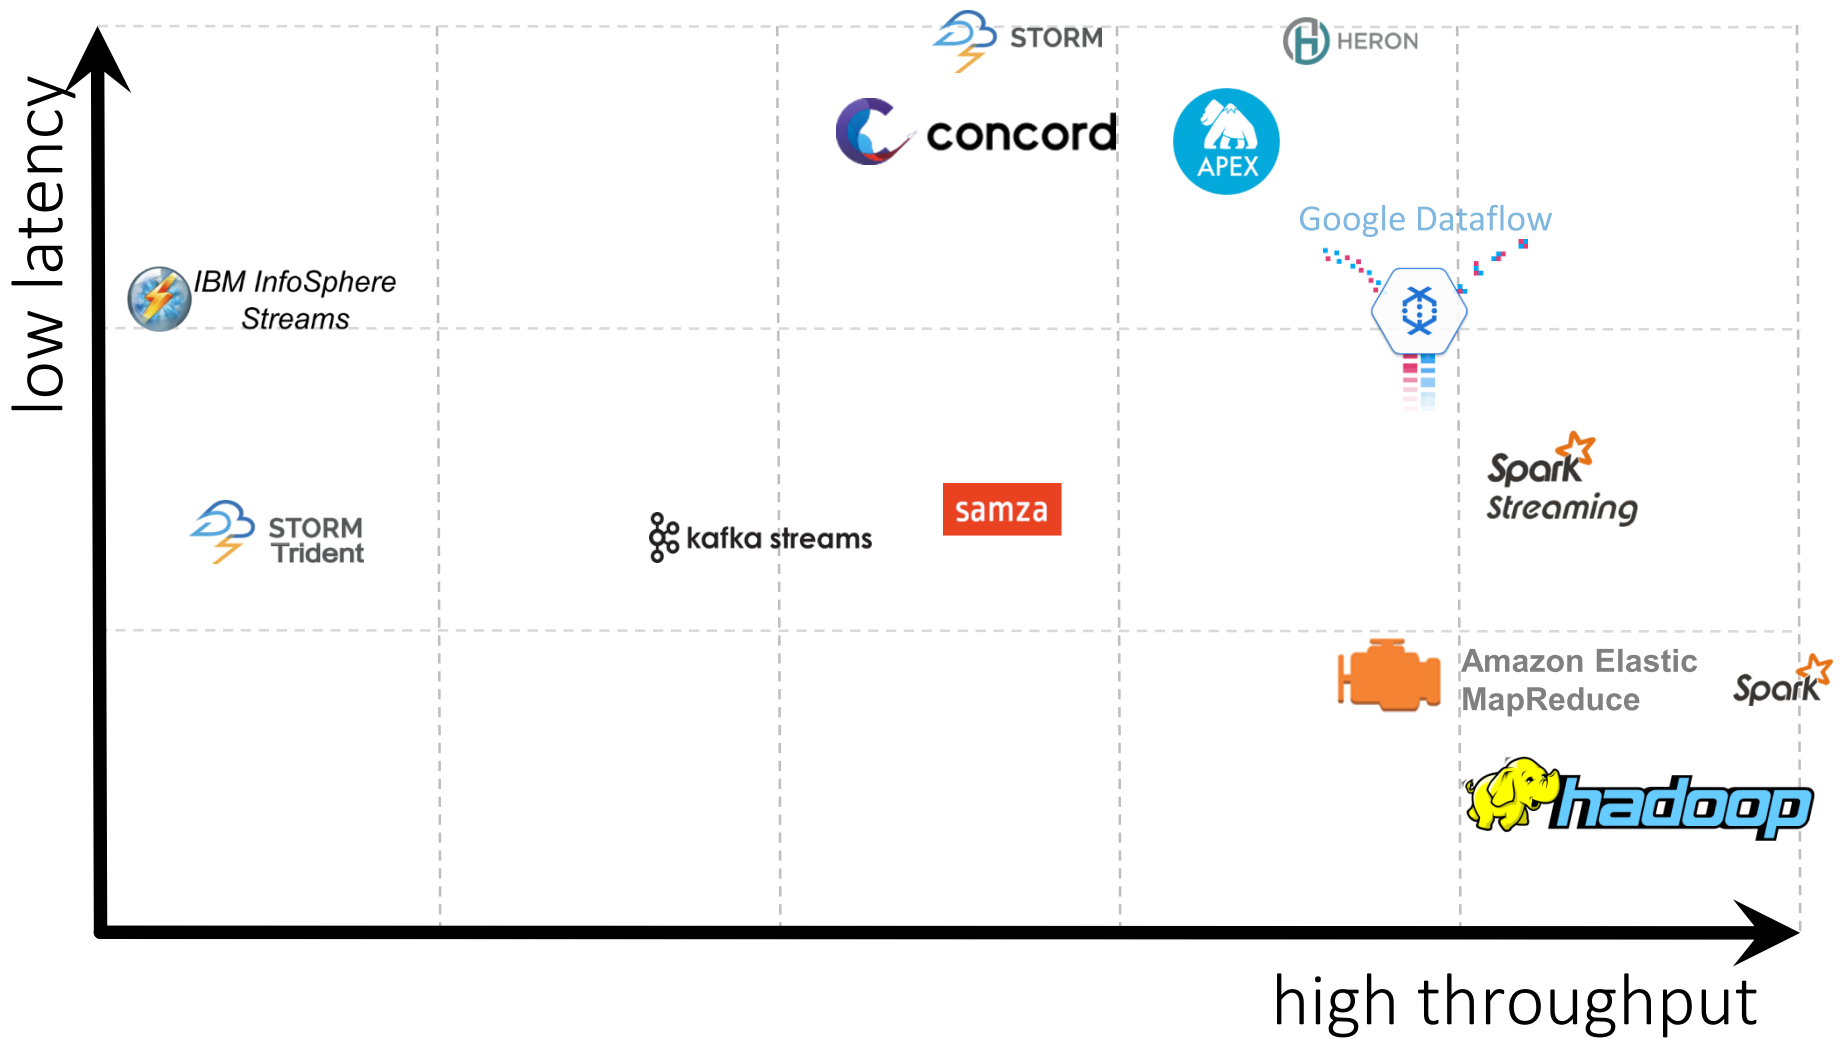 STORM
HERON
concord
APEX
low latency
Google Dataflow
IBM InfoSphere
Streams
Spark
Streaming
STORM
Trident
kafka streams
samza
Amazon Elastic
MapReduce
Spark
hadoop
high throughput